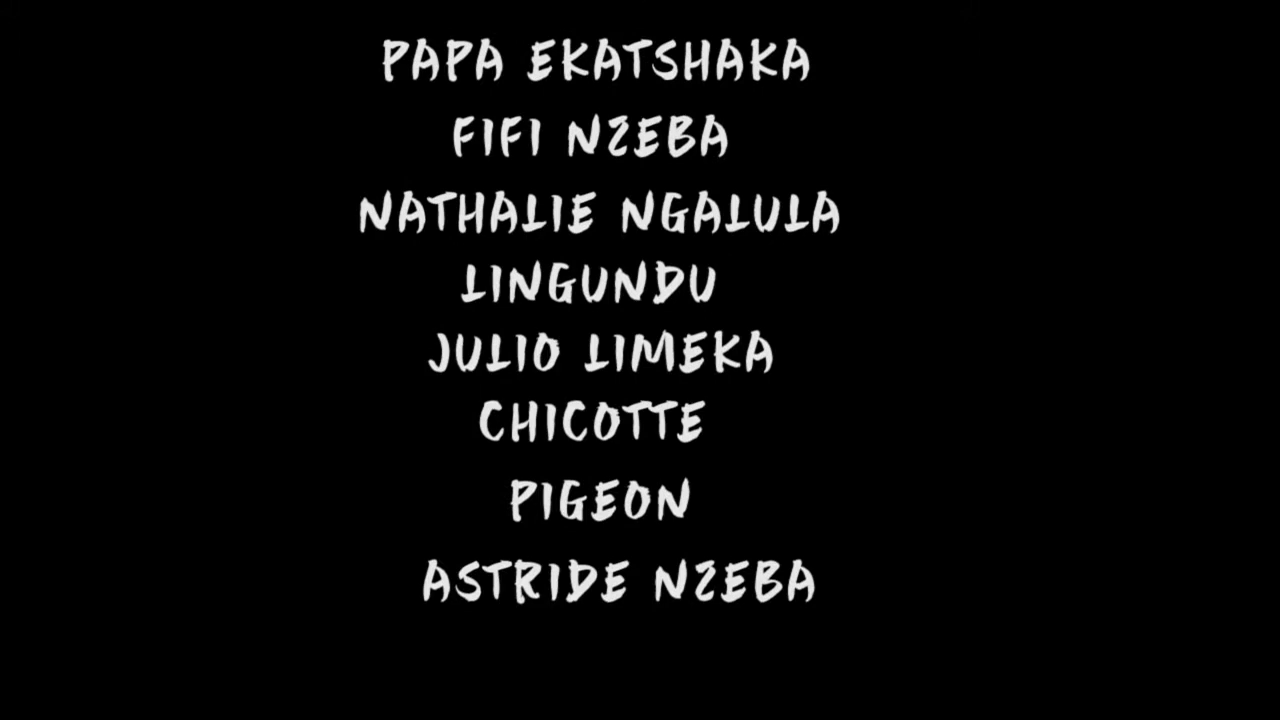 PAPA EKATSHAKA
FIFI NZEBA
NATHALIE NGALULA
LINGUNDU
JULIO LIMEKA
CHICOTTE
PIGEON
ASTRIDE NZEBA